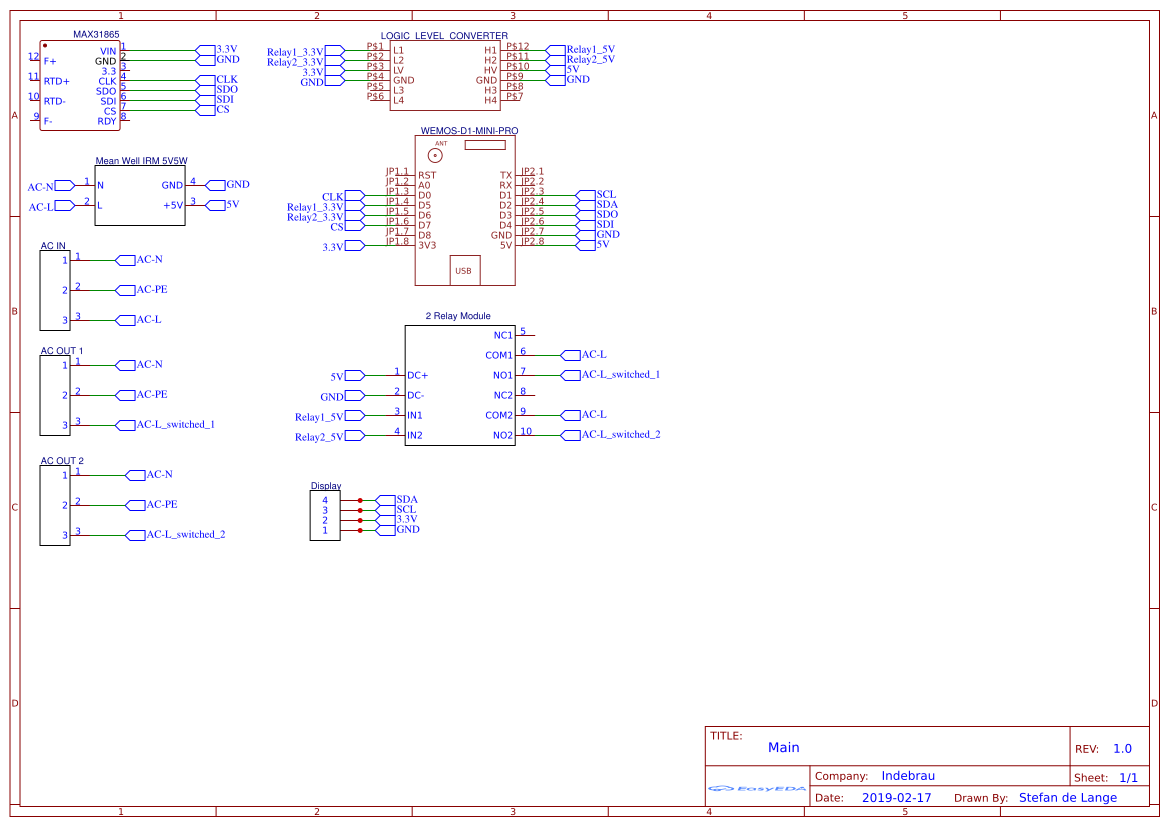 1 2 3 4 5
A
B
C
D
A
B
C
D
MAX31865
12 F+
11 RTD+
10 RTD-
9 F-
VIN 1 3.3V
GND 2 GND
3.3 3
CLK 4 CLK
SDO 5 SDO
SDI 6 SDI
CS 7 CS
RDY 8
LOGIC LEVEL CONVERTER
Relay1_3.3V P$1 L1 H1 P$12 Relay1_5V
Relay2_3.3V P$2 L2 H2 P$11 Relay2_5V
3.3V P$3 LV HV P$10 5V
GND P$4 GND GND P$9 GND
P$5 L3 H3 P$8
P$6 L4 H4 P$7
Mean Well IRM 5V5W
AC-N 1 N GND 4 GND
AC-L 2 L +5V 3 5V
WEMOS-D1-MINI-PRO
ANT
JP1.1 RST TX JP2.1
JP1.2 A0 RX JP2.2
CLK JP1.3 D0 D1 JP2.3 SCL
Relay1_3.3V JP1.4 D5 D2 JP2.4 SDA
Relay2_3.3V JP1.5 D6 D3 JP2.5 SDO
CS JP1.6 D7 D4 JP2.6 SDI
JP1.7 D8 GND JP2.7 GND
3.3V JP1.8 3V3 5V JP2.8 5V
USB
AC IN
1 1 AC-N
2 2 AC-PE
3 3 AC-L
AC OUT 1
1 1 AC-N
2 2 AC-PE
3 3 AC-L_switched_1
AC OUT 2
1 1 AC-N
2 2 AC-PE
3 3 AC-L_switched_2
2 Relay Module
NC1 5
COM1 6 AC-L
5V 1 DC+ NO1 7 AC-L_switched_1
GND 2 DC- NC2 8
Relay1_5V 3 IN1 COM2 9 AC-L
Relay2_5V 4 IN2 NO2 10 AC-L_switched_2
Display
4 SDA
3 SCL
2 3.3V
1 GND
TITLE:
Main
REV: 1.0
EasyEDA
Company: Indebrau
Sheet: 1/1
Date: 2019-02-17 Drawn By: Stefan de Lange
1 2 3 4 5